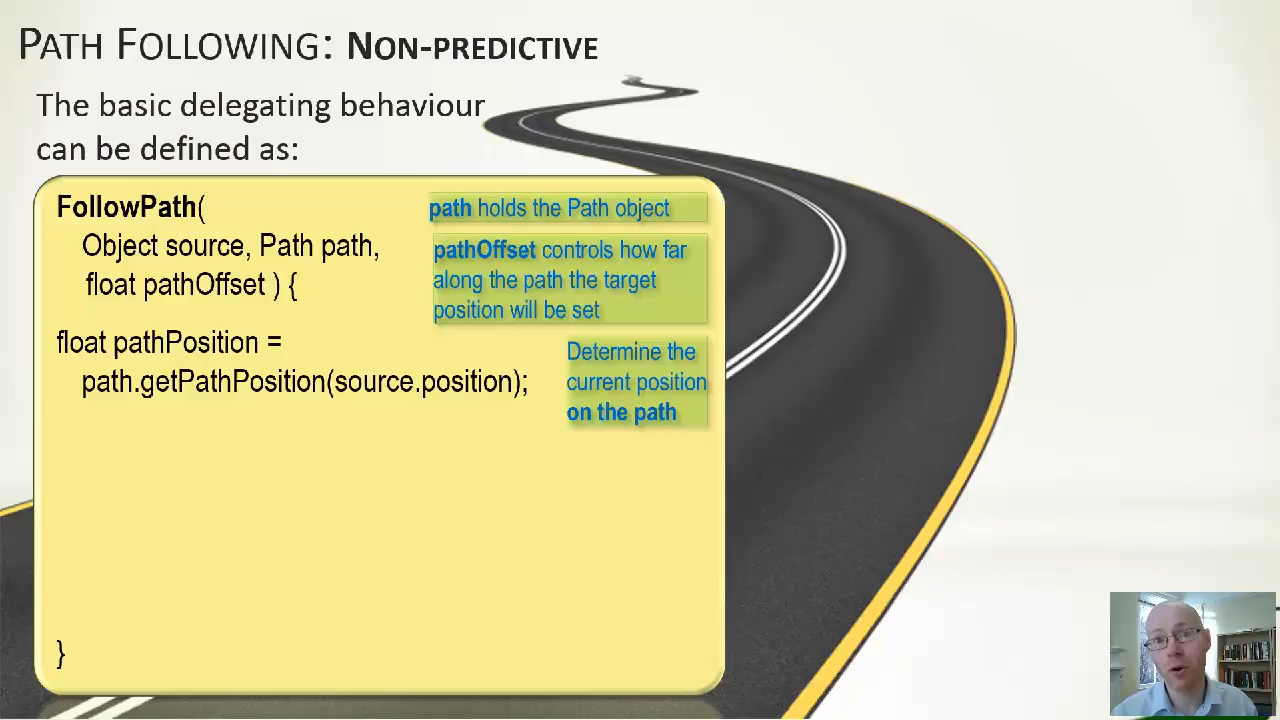 PATH FOLLOWING: NON-PREDICTIVE
The basic delegating behaviour
can be defined as:
FollowPath(
Object source, Path path,
float pathOffset ) {
path holds the Path object
pathOffset controls how far
along the path the target
position will be set
float pathPosition =
path.getPathPosition(source.position);
Determine the
current position
on the path
}